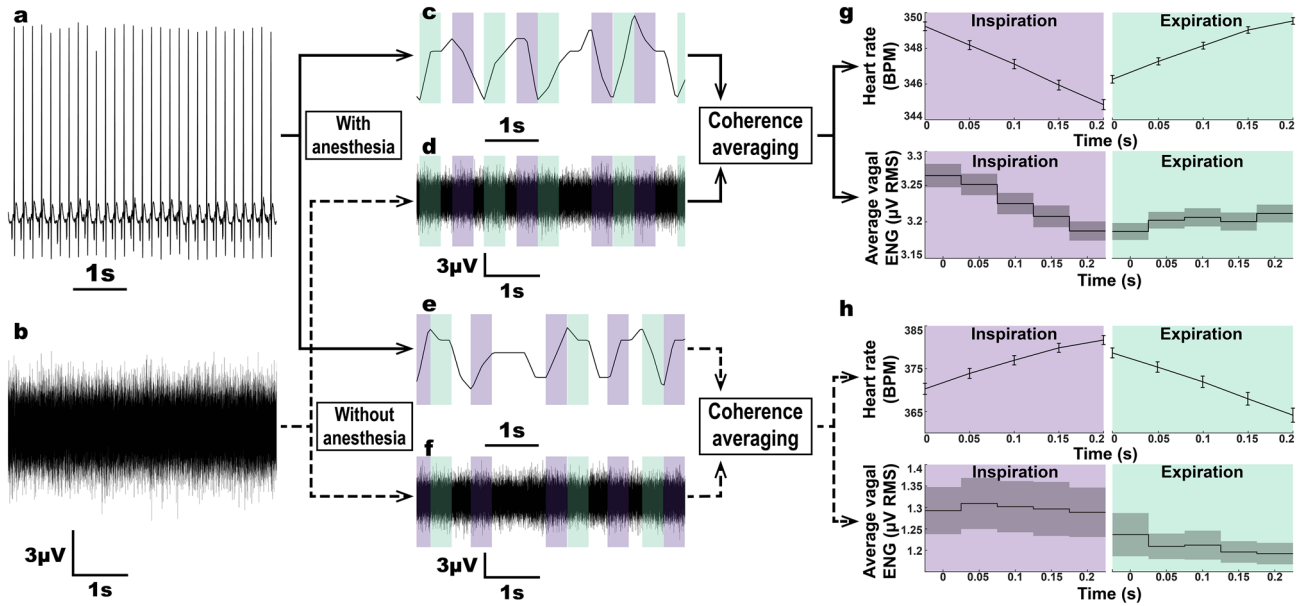 a
1s
b
3µV
1s
With
anesthesia
Without
anesthesia
c
1s
d
3µV
1s
e
1s
f
3µV
1s
Coherence
averaging
Coherence
averaging
g
Heart rate
(BPM)
350
348
346
344
Inspiration
Expiration
0 0.05 0.1 0.15 0.2 0 0.05 0.1 0.15 0.2
Time (s) Time (s)
Average vagal
ENG (µV RMS)
3.3
3.25
3.2
3.15
Inspiration
Expiration
0 0.05 0.1 0.15 0.2 0 0.05 0.1 0.15 0.2
Time (s) Time (s)
h
Heart rate
(BPM)
385
375
365
Inspiration
Expiration
0 0.05 0.1 0.15 0.2 0 0.05 0.1 0.15 0.2
Time (s) Time (s)
Average vagal
ENG (µV RMS)
1.4
1.35
1.3
1.25
1.2
Inspiration
Expiration
0 0.05 0.1 0.15 0.2 0 0.05 0.1 0.15 0.2
Time (s) Time (s)